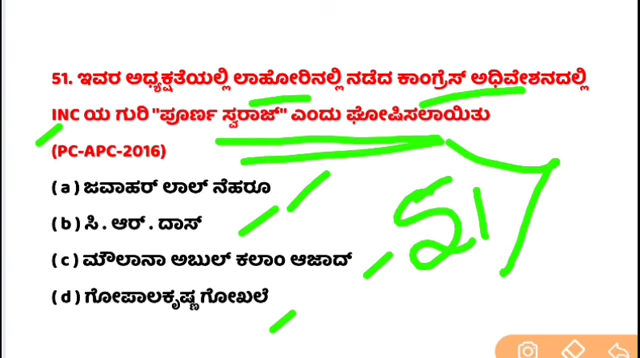 51. ಇವರ ಅಧ್ಯಕ್ಷತೆಯಲ್ಲಿ ಲಾಹೋರಿನಲ್ಲಿ ನಡೆದ ಕಾಂಗ್ರೆಸ್ ಅಧಿವೇಶನದಲ್ಲಿ
INC ಯ ಗುರಿ "ಪೂರ್ಣ ಸ್ವರಾಜ್" ಎಂದು ಘೋಷಿಸಲಾಯಿತು
(PC-APC-2016)
( a ) ಜವಾಹರ್ ಲಾಲ್ ನೆಹರೂ
( b ) ಸಿ . ಆರ್ . ದಾಸ್
( c ) ಮೌಲಾನಾ ಅಬುಲ್ ಕಲಾಂ ಆಜಾದ್
( d ) ಗೋಪಾಲಕೃಷ್ಣ ಗೋಖಲೆ